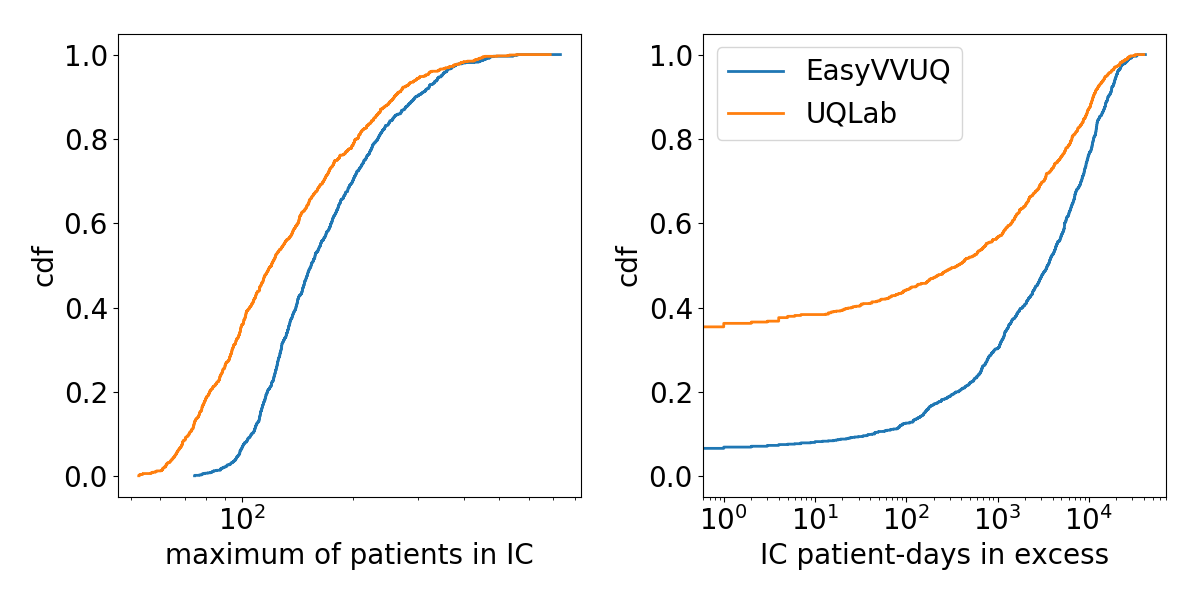 1.0
0.8
0.6
0.4
0.2
0.0
cdf
10²
maximum of patients in IC
1.0
0.8
0.6
0.4
0.2
0.0
cdf
EasyVVUQ
UQLab
10⁰ 10¹ 10² 10³ 10⁴
IC patient-days in excess